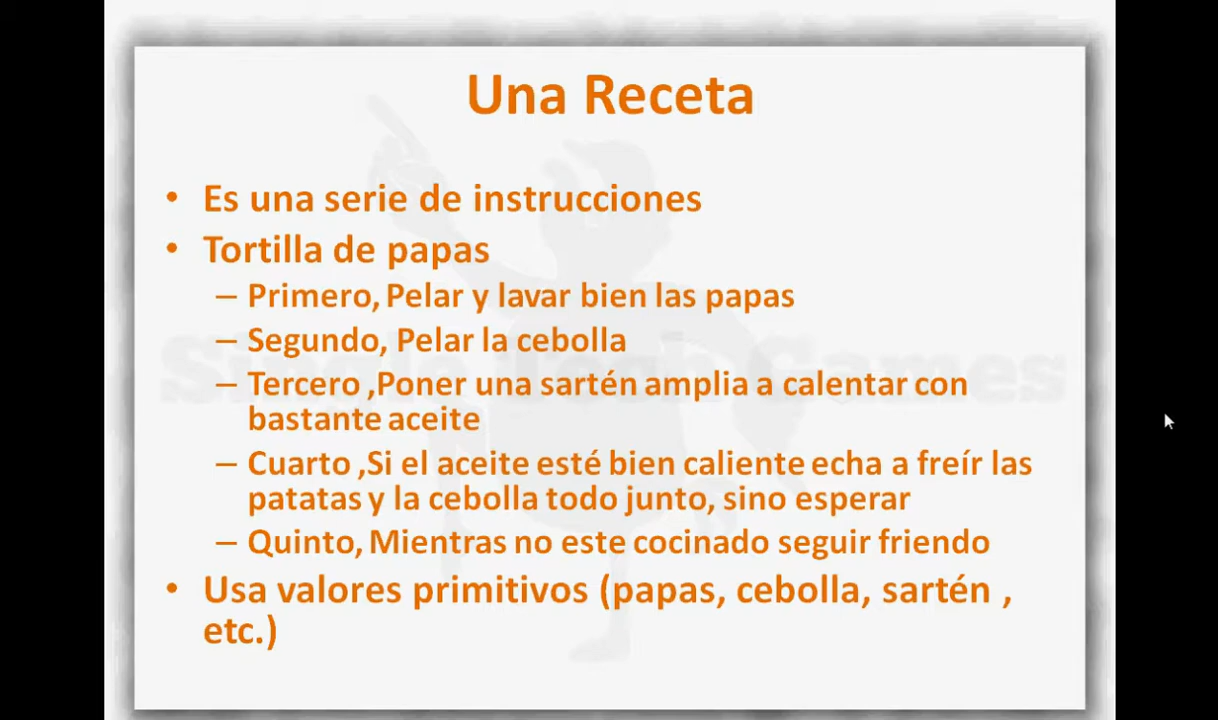 Una Receta
• Es una serie de instrucciones
• Tortilla de papas
– Primero, Pelar y lavar bien las papas
– Segundo, Pelar la cebolla
– Tercero ,Poner una sartén amplia a calentar con
bastante aceite
– Cuarto ,Si el aceite esté bien caliente echa a freír las
patatas y la cebolla todo junto, sino esperar
– Quinto, Mientras no este cocinado seguir friendo
• Usa valores primitivos (papas, cebolla, sartén ,
etc.)